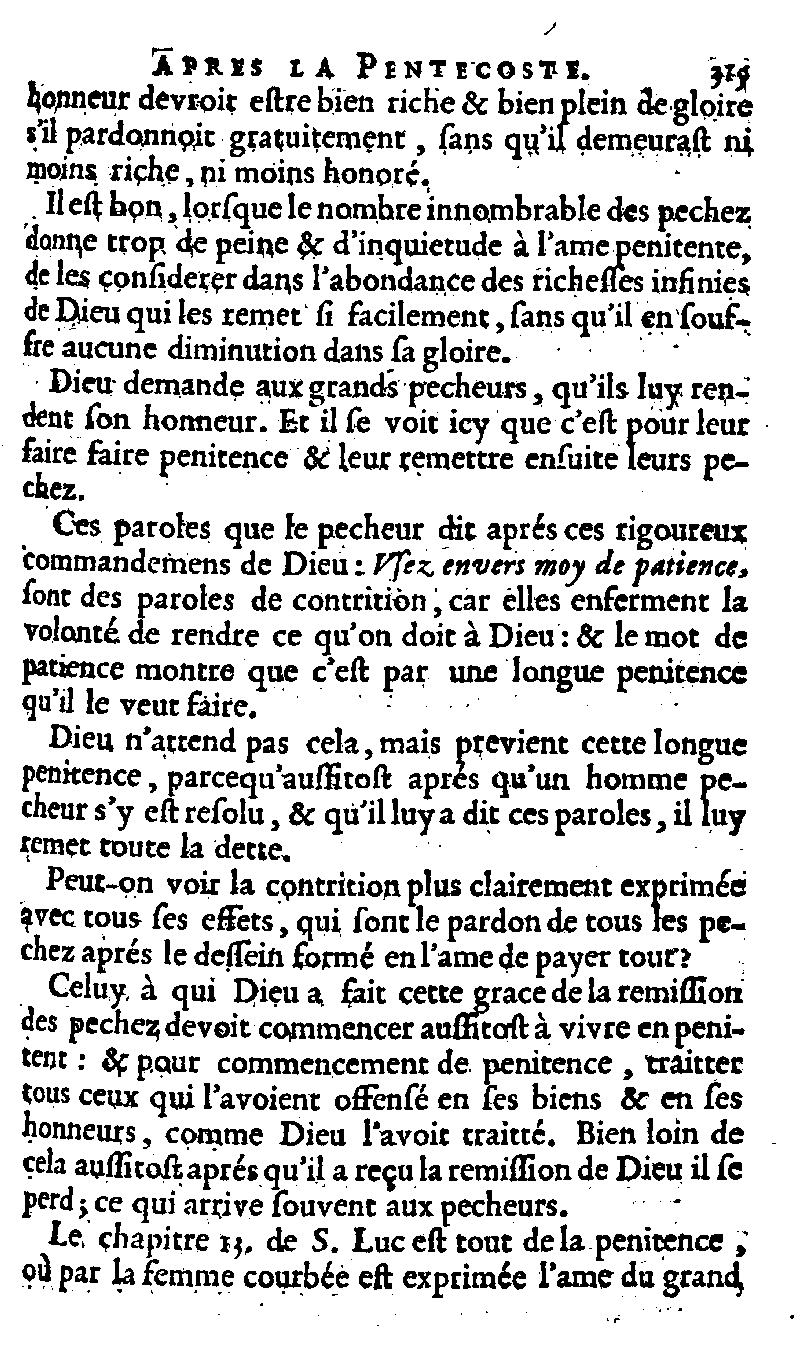 APRES LA PENTECOSTE. 315
honneur devroit eſtre bien riche & bien plein de gloire
s'il pardonnoit gratuitement, ſans qu'il demeuraſt ni
moins riche, ni moins honoré.
Il eſt bon, lorſque le nombre innombrable des pechez
donne trop de peine & d'inquietude à l'ame penitente,
de les conſiderer dans l'abondance des richeſſes infinies
de Dieu qui les remet ſi facilement, ſans qu'il en ſouf-
fre aucune diminution dans ſa gloire.
Dieu demande aux grands pecheurs, qu'ils luy ren-
dent ſon honneur. Et il ſe voit icy que c'eſt pour leur
faire faire penitence & leur remettre enſuite leurs pe-
chez.
Ces paroles que le pecheur dit aprés ces rigoureux
commandemens de Dieu : Vſez envers moy de patience,
ſont des paroles de contrition, car elles enferment la
volonté de rendre ce qu'on doit à Dieu : & le mot de
patience montre que c'eſt par une longue penitence
qu'il le veut faire.
Dieu n'attend pas cela, mais previent cette longue
penitence, parcequ'auſſitoſt aprés qu'un homme pe-
cheur s'y eſt reſolu, & qu'il luy a dit ces paroles, il luy
remet toute la dette.
Peut-on voir la contrition plus clairement exprimée
avec tous ſes effets, qui ſont le pardon de tous les pe-
chez aprés le deſſein formé en l'ame de payer tout?
Celuy à qui Dieu a fait cette grace de la remiſſion
des pechez devoit commencer auſſitoſt à vivre en peni-
tent : & pour commencement de penitence, traitter
tous ceux qui l'avoient offenſé en ſes biens & en ſes
honneurs, comme Dieu l'avoit traitté. Bien loin de
cela auſſitoſt aprés qu'il a reçu la remiſſion de Dieu il ſe
perd ; ce qui arrive ſouvent aux pecheurs.
Le chapitre 13. de S. Luc eſt tout de la penitence,
où par la femme courbée eſt exprimée l'ame du grand